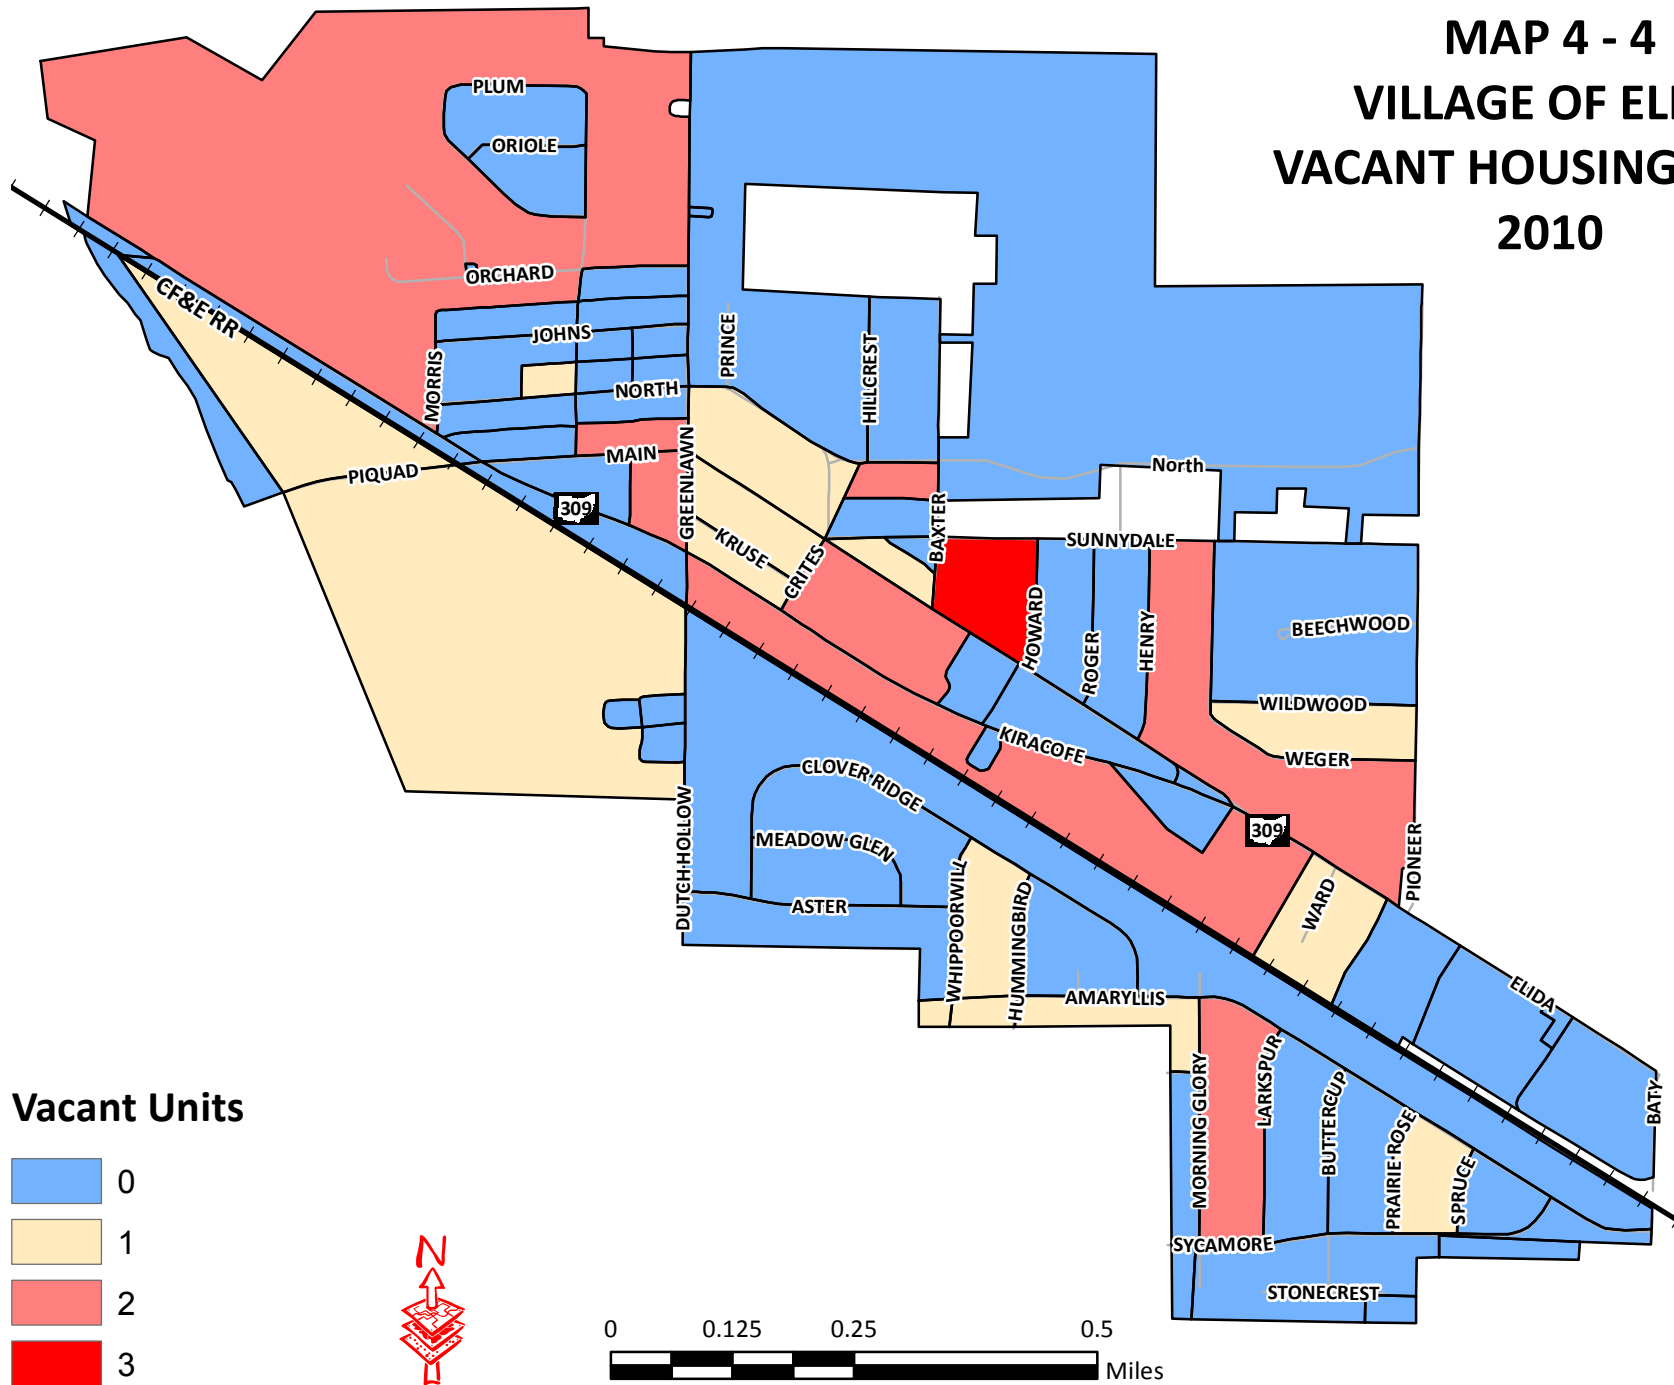 MAP 4 - 4
VILLAGE OF ELI
VACANT HOUSING
2010
PLUM
ORIOLE
ORCHARD
CF&E RR
JOHNS
MORRIS
NORTH
PRINCE
HILLCREST
MAIN
PIQUAD
GREENLAWN
309
North
KRUSE
CRITES
BAXTER
SUNNYDALE
HOWARD
ROGER
HENRY
BEECHWOOD
WILDWOOD
WEGER
KIRACOFE
CLOVER RIDGE
MEADOW GLEN
DUTCH HOLLOW
ASTER
WHIPPOORWILL
HUMMINGBIRD
309
WARD
PIONEER
AMARYLLIS
ELIDA
MORNING GLORY
LARKSPUR
BUTTERCUP
PRAIRIE ROSE
SPRUCE
BATY
SYCAMORE
STONECREST
Vacant Units
0
1
2
3
N
0 0.125 0.25 0.5
Miles